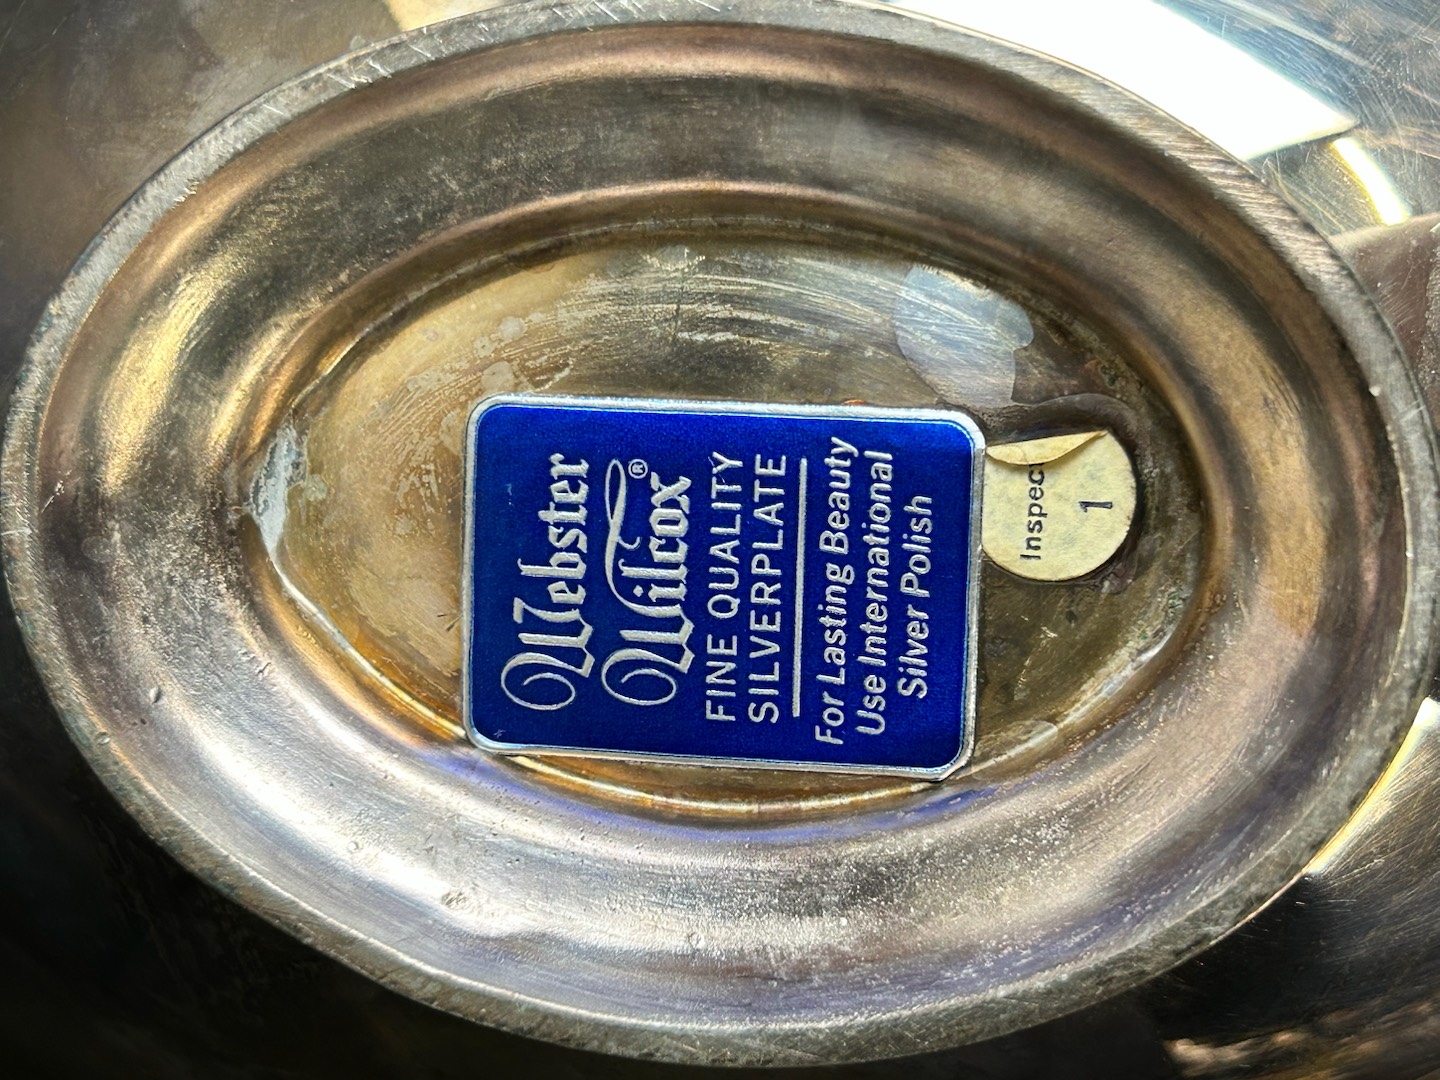 Webster
Wilcox®
FINE QUALITY
SILVERPLATE
For Lasting Beauty
Use International
Silver Polish
Inspec
1